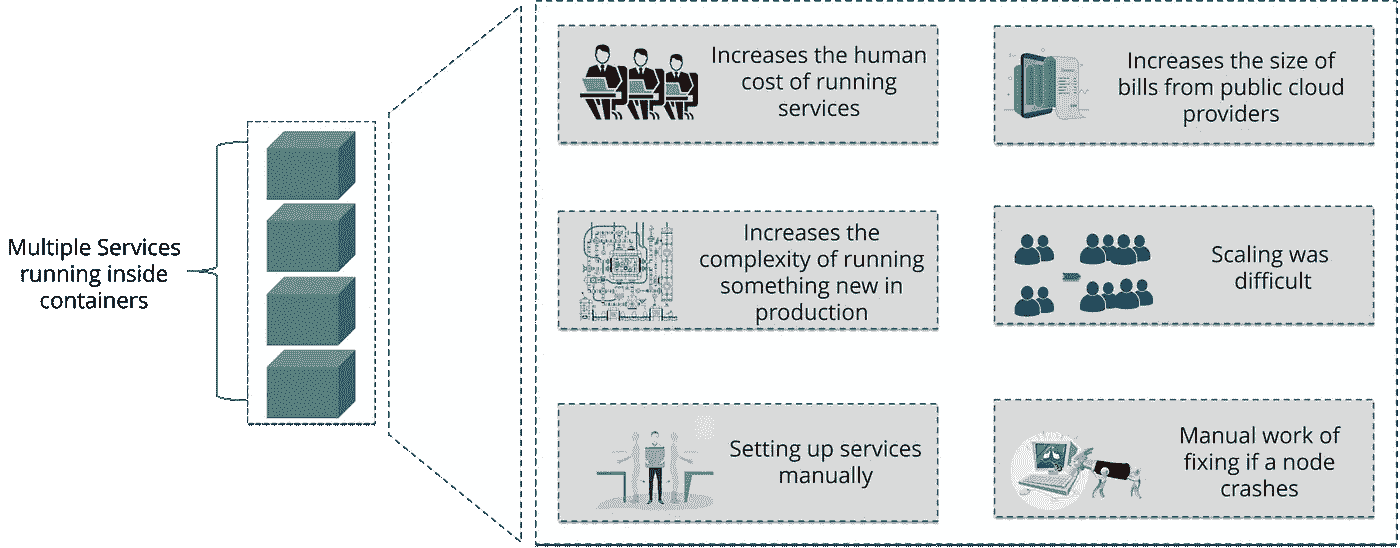 Multiple Services
running inside
containers
Increases the human
cost of running
services
Increases the size of
bills from public cloud
providers
Increases the
complexity of running
something new in
production
Scaling was
difficult
Setting up services
manually
Manual work of
fixing if a node
crashes